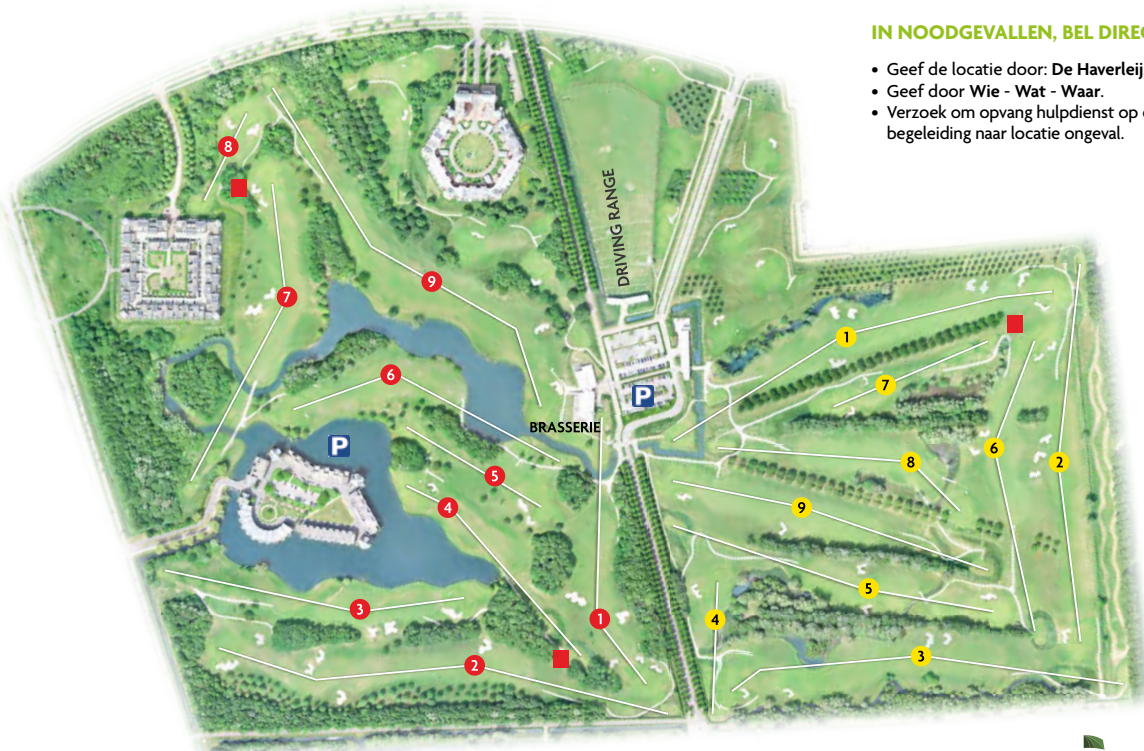 IN NOODGEVALLEN, BEL
• Geef de locatie door: De Haverleij
• Geef door Wie - Wat - Waar.
• Verzoek om opvang hulpdienst op
begeleiding naar locatie ongeval.
8
7
9
DRIVING RANGE
6
P
BRASSERIE
P
5
4
3
2
1
1
7
6
2
8
9
5
4
3